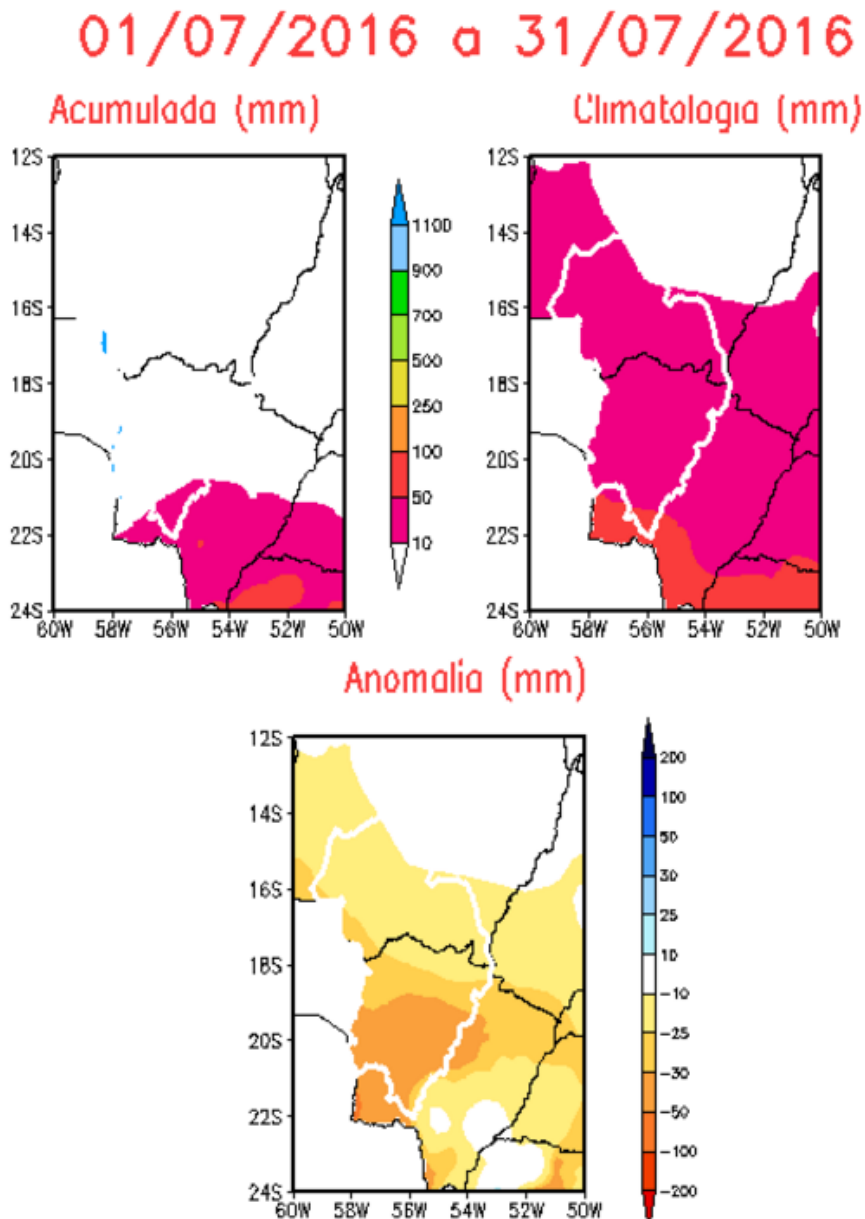 01/07/2016 a 31/07/2016
Acumulada (mm)
Climatologia (mm)
12S
14S
16S
18S
20S
22S
24S
60W 58W 56W 54W 52W 50W
1100
900
700
500
250
100
50
10
12S
14S
16S
18S
20S
22S
24S
60W 58W 56W 54W 52W 50W
Anomalia (mm)
12S
14S
16S
18S
20S
22S
24S
60W 58W 56W 54W 52W 50W
200
100
50
30
25
10
-10
-25
-30
-50
-100
-200